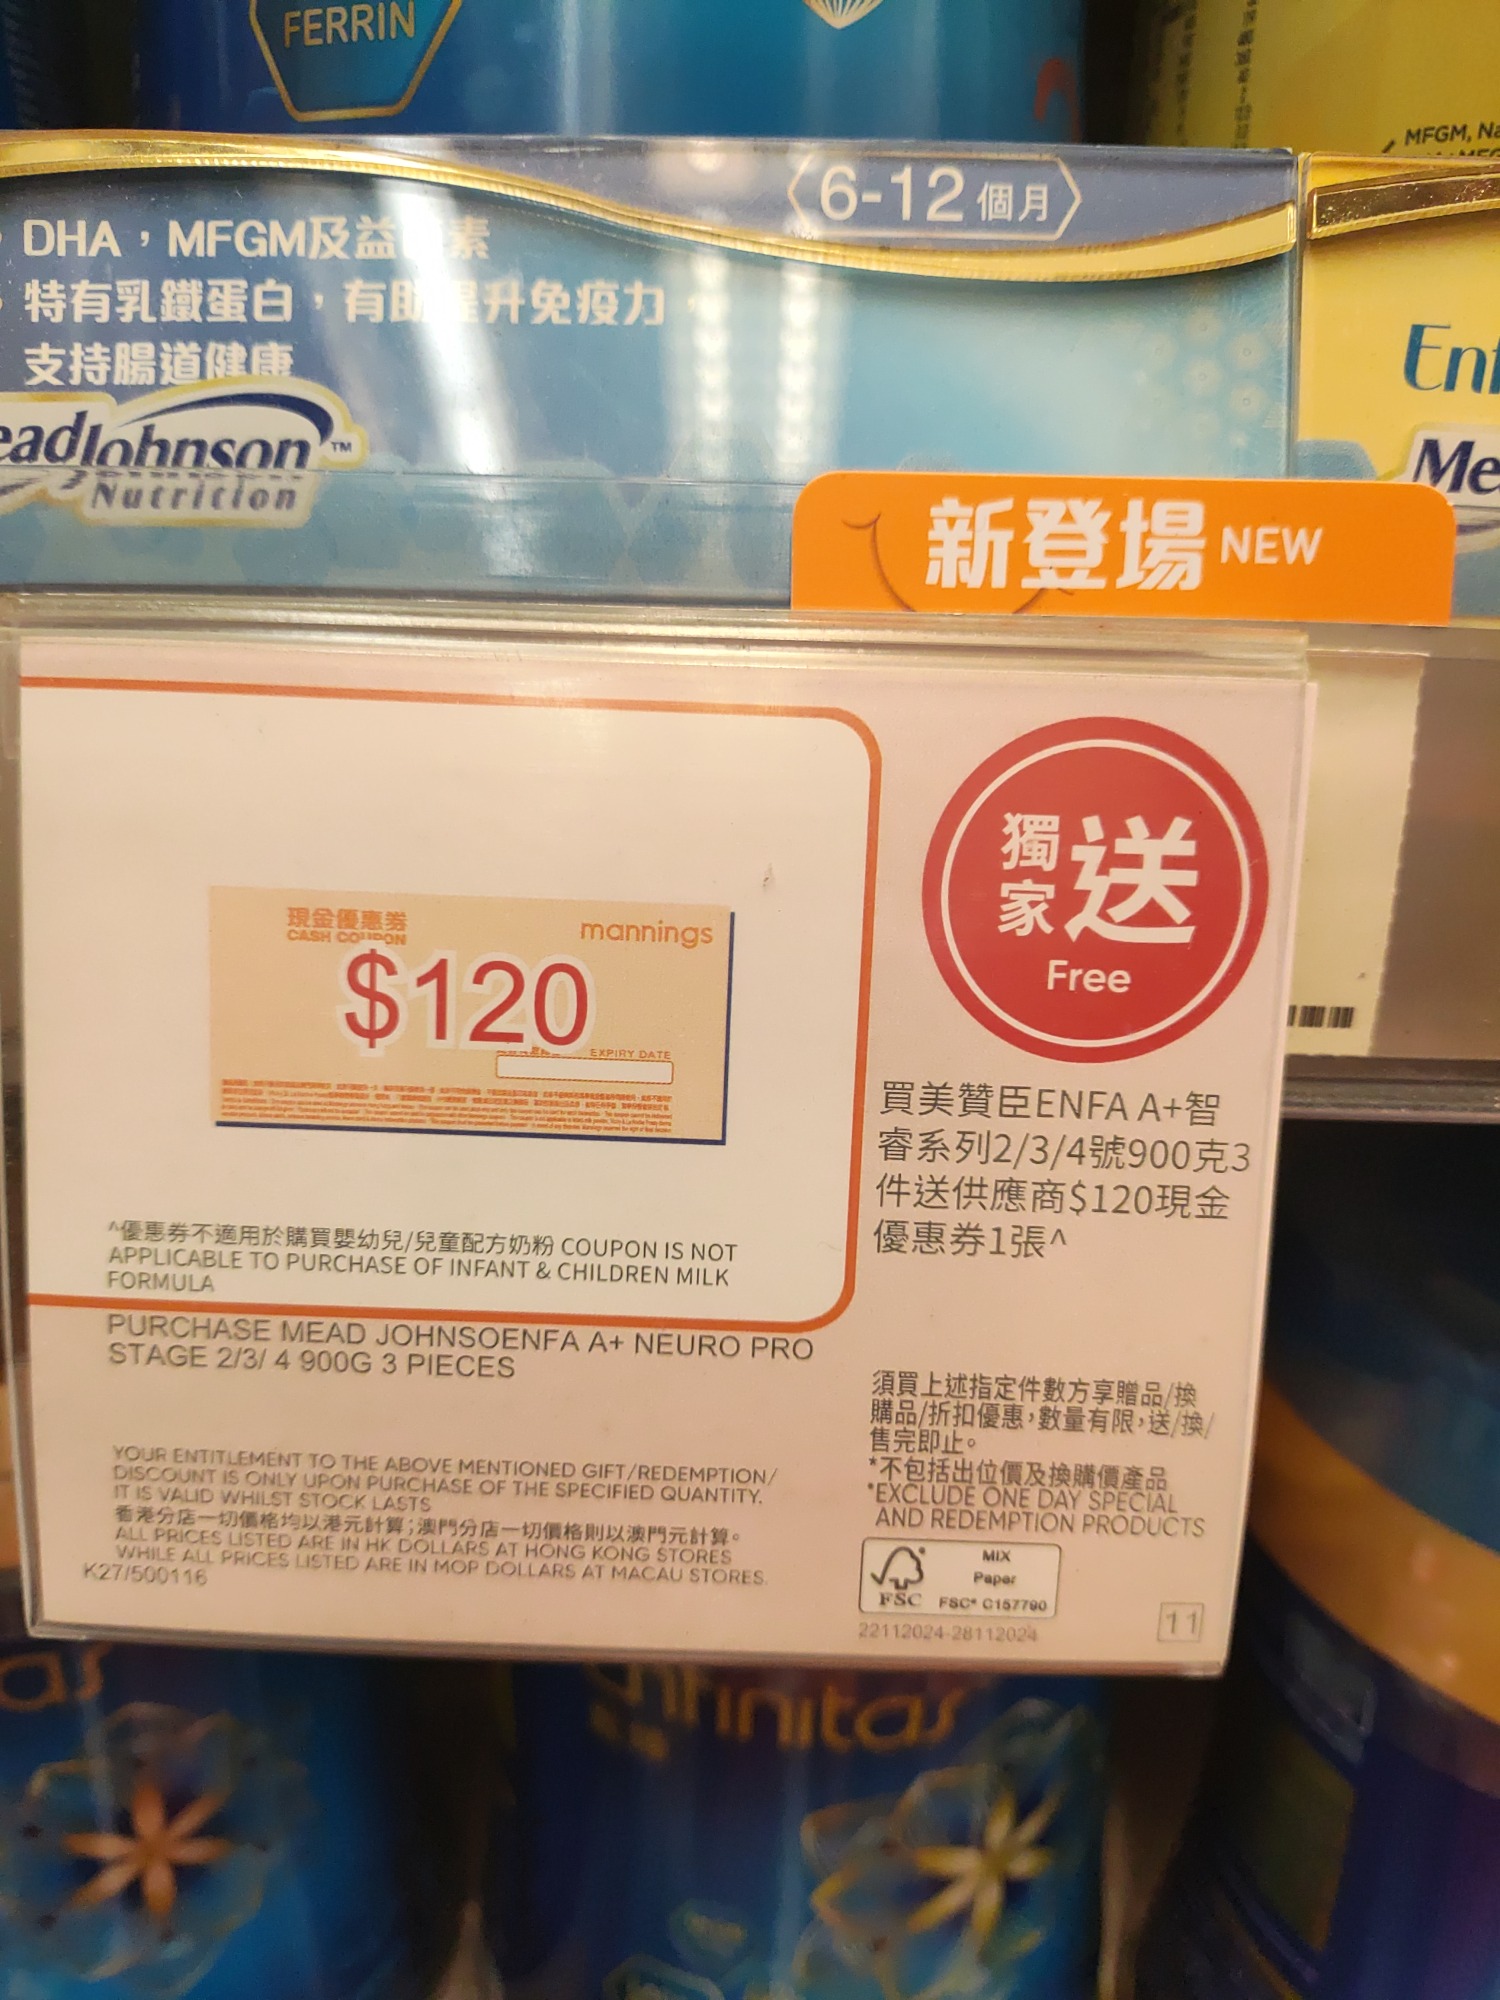 FERRIN
MFGM, Na
6-12個月
DHA，MFGM及益 素
特有乳鐵蛋白，有助提升免疫力，
支持腸道健康
eadJohnson™
Nutrition
Enf
Me
新登場 NEW
現金優惠券
CASH COUPON
mannings
$120
EXPIRY DATE
獨家送
Free
買美贊臣ENFA A+智
睿系列2/3/4號900克3
件送供應商$120現金
優惠券1張^
^優惠券不適用於購買嬰幼兒/兒童配方奶粉 COUPON IS NOT
APPLICABLE TO PURCHASE OF INFANT & CHILDREN MILK
FORMULA
PURCHASE MEAD JOHNSOENFA A+ NEURO PRO
STAGE 2/3/ 4 900G 3 PIECES
須買上述指定件數方享贈品/換
購品/折扣優惠，數量有限，送/換/
售完即止。
*不包括出位價及換購價產品
*EXCLUDE ONE DAY SPECIAL
AND REDEMPTION PRODUCTS
YOUR ENTITLEMENT TO THE ABOVE MENTIONED GIFT/REDEMPTION/
DISCOUNT IS ONLY UPON PURCHASE OF THE SPECIFIED QUANTITY.
IT IS VALID WHILST STOCK LASTS
香港分店一切價格均以港元計算；澳門分店一切價格則以澳門元計算。
ALL PRICES LISTED ARE IN HK DOLLARS AT HONG KONG STORES
WHILE ALL PRICES LISTED ARE IN MOP DOLLARS AT MACAU STORES.
K27/500116
FSC
MIX
Paper
FSC® C157790
22112024-28112024
11
as
infinitas